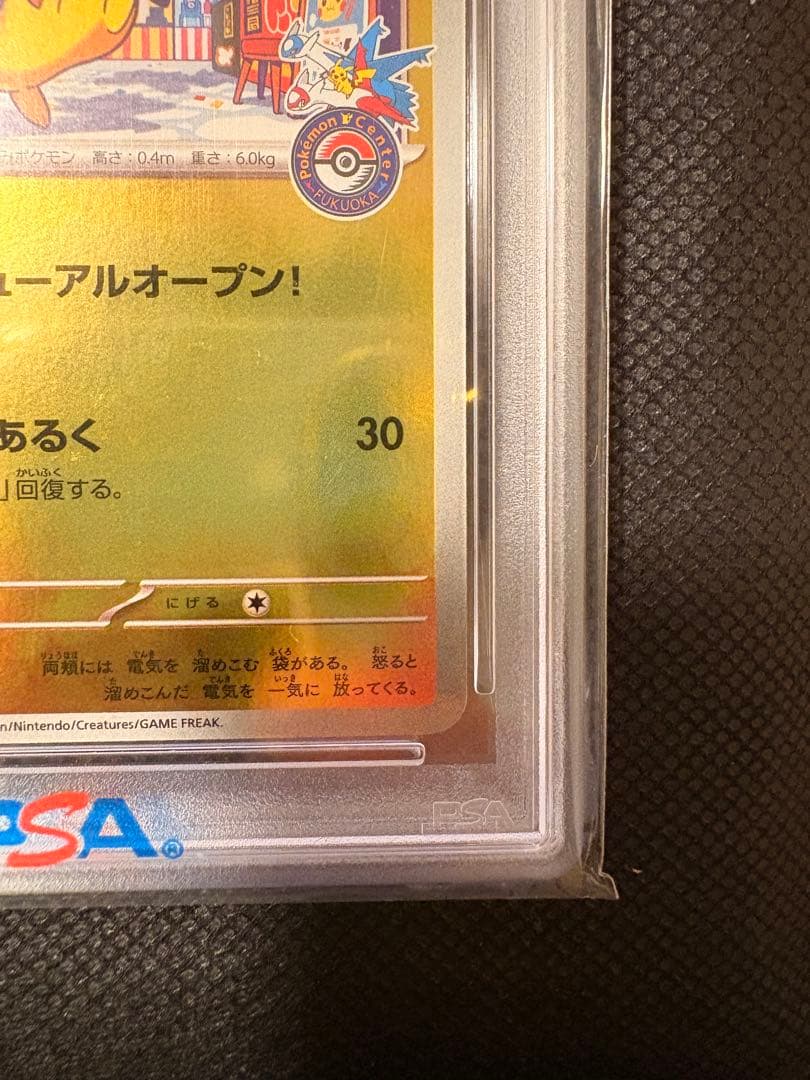 Pokémon Center
FUKUOKA
ポケモン 高さ：0.4m 重さ：6.0kg
ューアルオープン!
あるく 30
かいふく
」回復する。
にげる
りょうほほ でんき た ふくろ おこ
両頬には 電気を 溜めこむ 袋がある。 怒ると
た でんき いっき はな
溜めこんだ 電気を 一気に 放ってくる。
n/Nintendo/Creatures/GAME FREAK.
PSA®
PSA